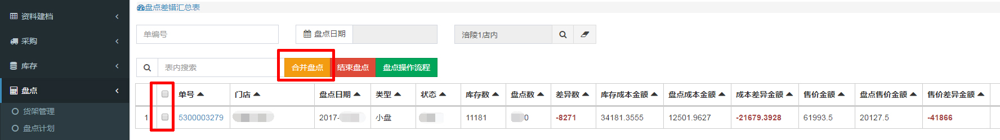 资料建档
采购
库存
盘点
货架管理
盘点计划
盘点差错汇总表
单编号 盘点日期 涪陵1店内
表内搜索 合并盘点 结束盘点 盘点操作流程
单号 门店 盘点日期 类型 状态 库存数 盘点数 差异数 库存成本金额 盘点成本金额 成本差异金额 售价金额 盘点售价金额 售价差异金额
1 5300003279 2017- 小盘 11181 0 -8271 34181.3555 12501.9627 -21679.3928 61993.5 20127.5 -41866